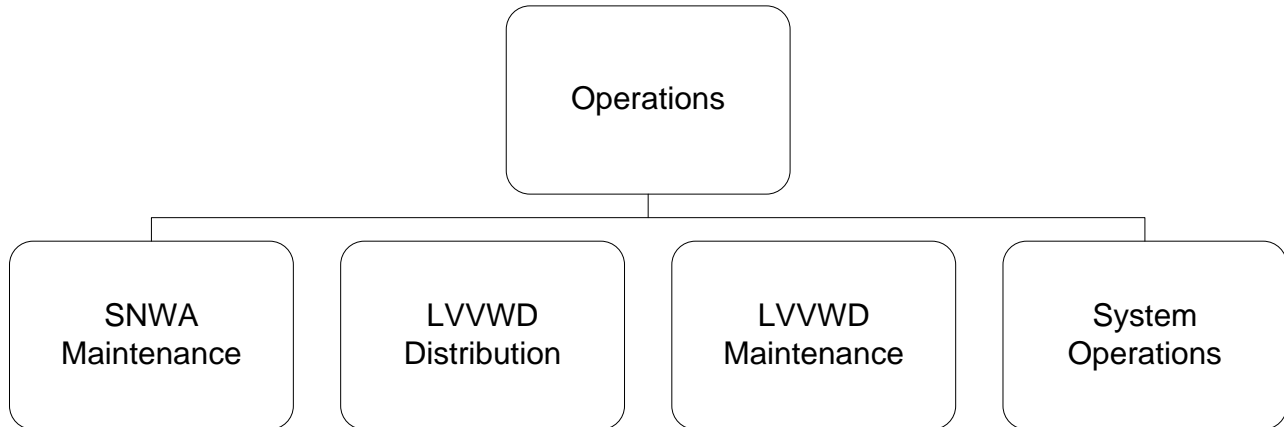 Operations
SNWA
Maintenance
LVVWD
Distribution
LVVWD
Maintenance
System
Operations